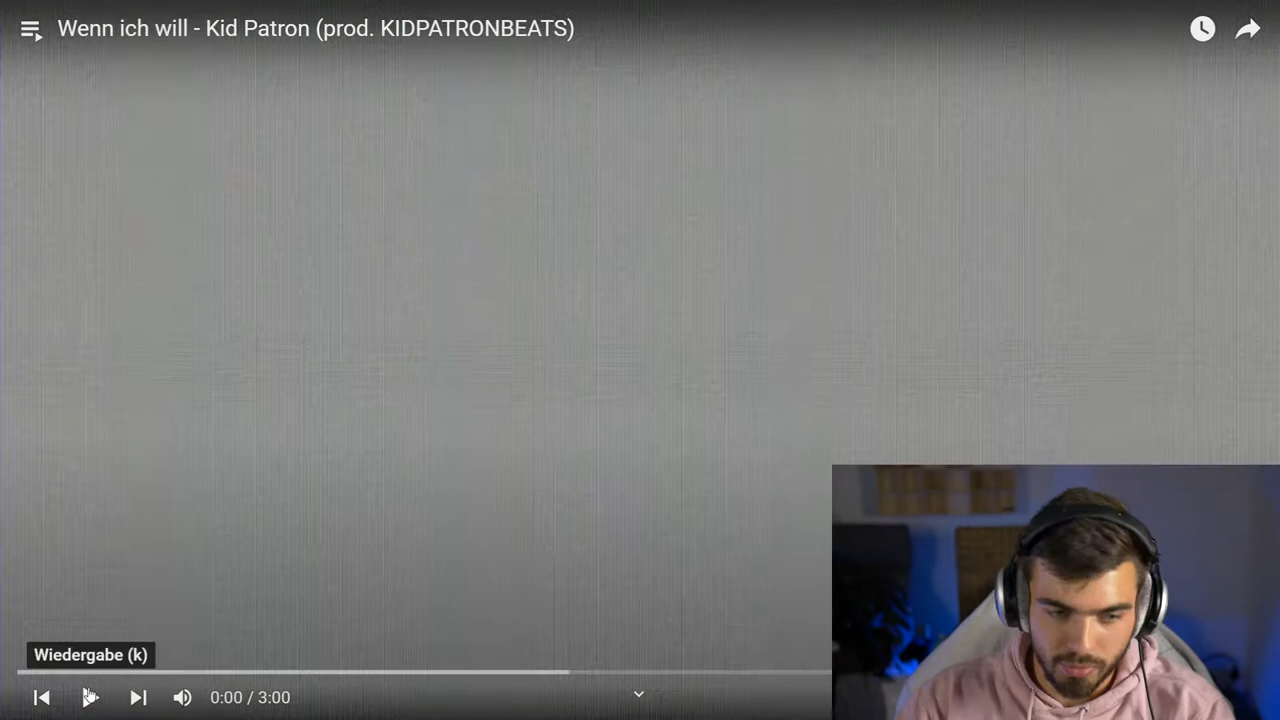 Wenn ich will - Kid Patron (prod. KIDPATRONBEATS)
Wiedergabe (k)
0:00 / 3:00